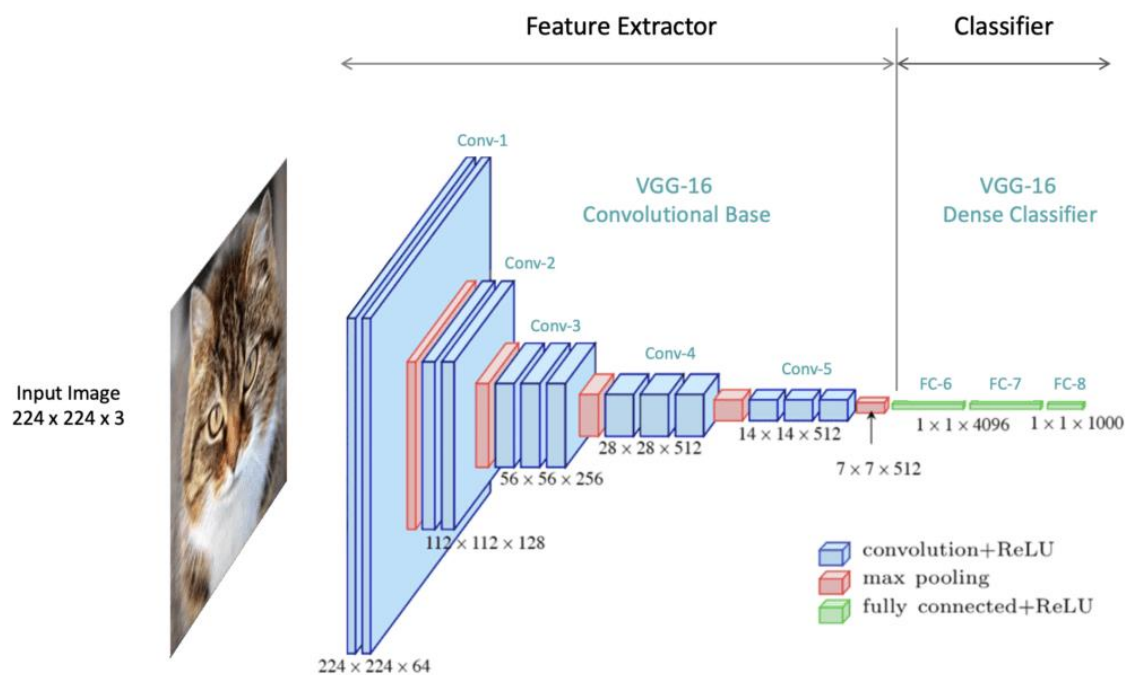 Feature Extractor
Classifier
Conv-1
VGG-16
Convolutional Base
VGG-16
Dense Classifier
Conv-2
Conv-3
Conv-4
Conv-5
Input Image
224 x 224 x 3
FC-6
FC-7
FC-8
1 × 1 × 4096
1 × 1 × 1000
14 × 14 × 512
28 × 28 × 512
7 × 7 × 512
56 × 56 × 256
112 × 112 × 128
convolution+ReLU
max pooling
fully connected+ReLU
224 × 224 × 64